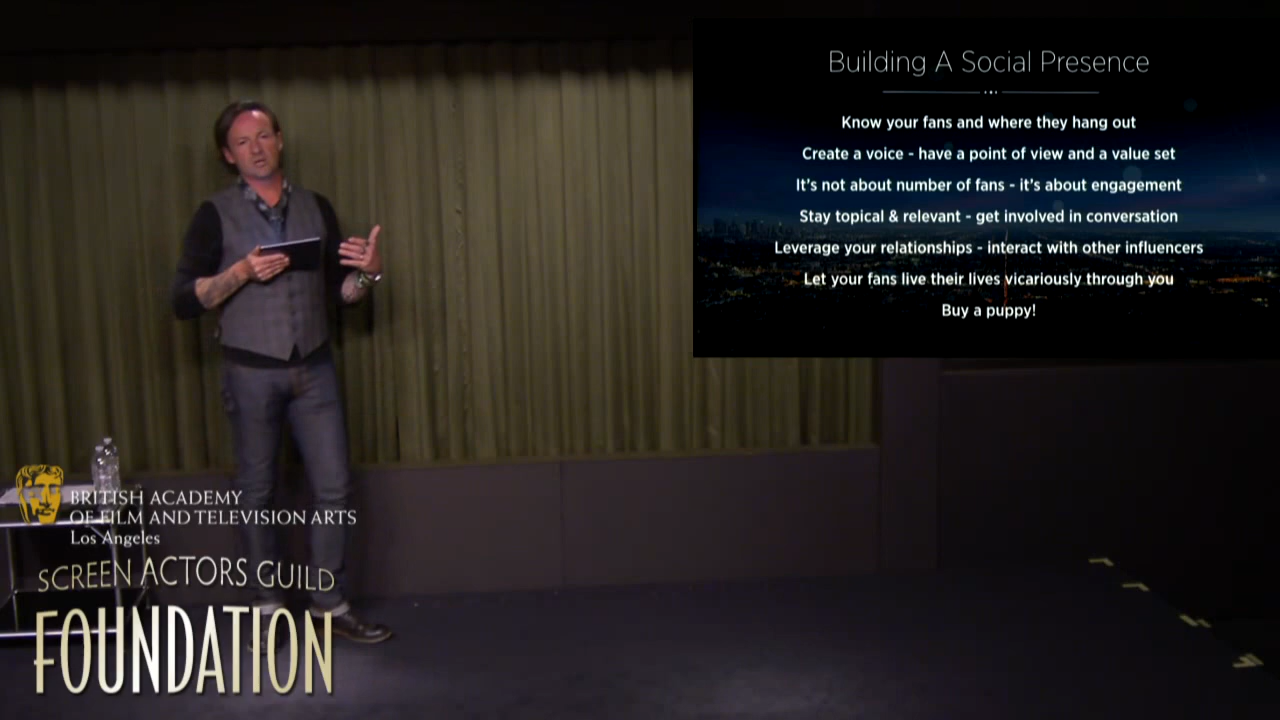 Building A Social Presence
Know your fans and where they hang out
Create a voice - have a point of view and a value set
It's not about number of fans - it's about engagement
Stay topical & relevant - get involved in conversation
Leverage your relationships - interact with other influencers
Let your fans live their lives vicariously through you
Buy a puppy!
BRITISH ACADEMY
OF FILM AND TELEVISION ARTS
Los Angeles
SCREEN ACTORS GUILD
FOUNDATION